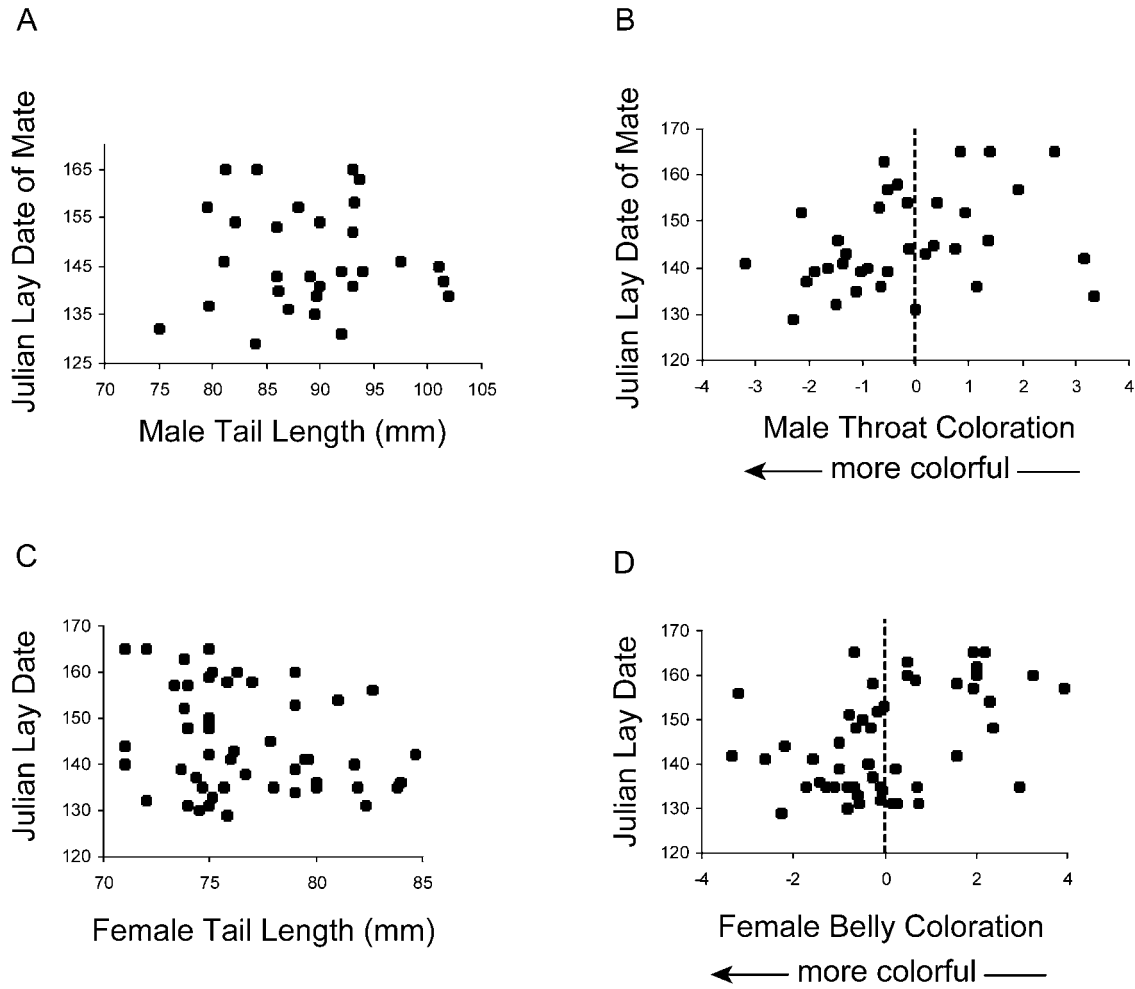 A
Julian Lay Date of Mate
165
155
145
135
125
70 75 80 85 90 95 100 105
Male Tail Length (mm)
B
Julian Lay Date of Mate
170
160
150
140
130
120
-4 -3 -2 -1 0 1 2 3 4
Male Throat Coloration
more colorful
C
Julian Lay Date
170
160
150
140
130
120
70 75 80 85
Female Tail Length (mm)
D
Julian Lay Date
170
160
150
140
130
120
-4 -2 0 2 4
Female Belly Coloration
more colorful